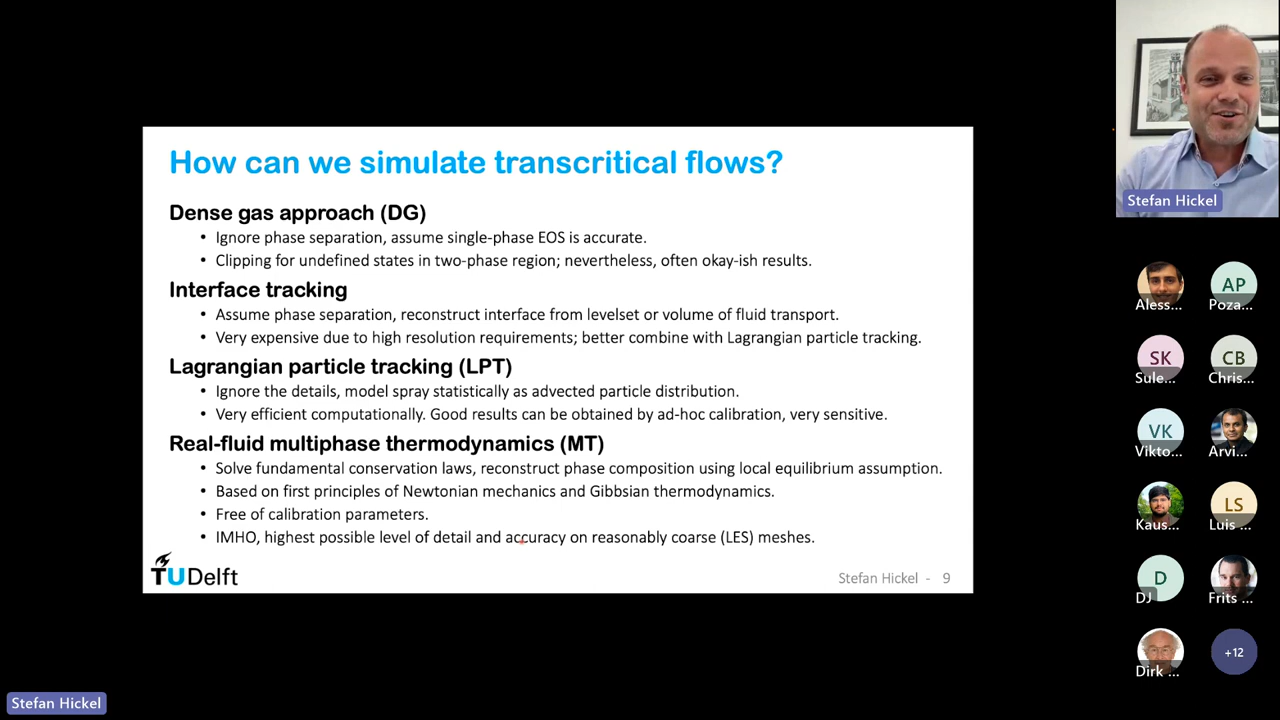 How can we simulate transcritical flows?
Dense gas approach (DG)
• Ignore phase separation, assume single-phase EOS is accurate.
• Clipping for undefined states in two-phase region; nevertheless, often okay-ish results.
Interface tracking
• Assume phase separation, reconstruct interface from levelset or volume of fluid transport.
• Very expensive due to high resolution requirements; better combine with Lagrangian particle tracking.
Lagrangian particle tracking (LPT)
• Ignore the details, model spray statistically as advected particle distribution.
• Very efficient computationally. Good results can be obtained by ad-hoc calibration, very sensitive.
Real-fluid multiphase thermodynamics (MT)
• Solve fundamental conservation laws, reconstruct phase composition using local equilibrium assumption.
• Based on first principles of Newtonian mechanics and Gibbsian thermodynamics.
• Free of calibration parameters.
• IMHO, highest possible level of detail and accuracy on reasonably coarse (LES) meshes.
TUDelft
Stefan Hickel - 9
Stefan Hickel
AP
Aless... Poza...
SK CB
Sule... Chris...
VK
Vikto... Arvi...
LS
Kaus... Luis ...
D
DJ Frits ...
+12
Dirk ...
Stefan Hickel